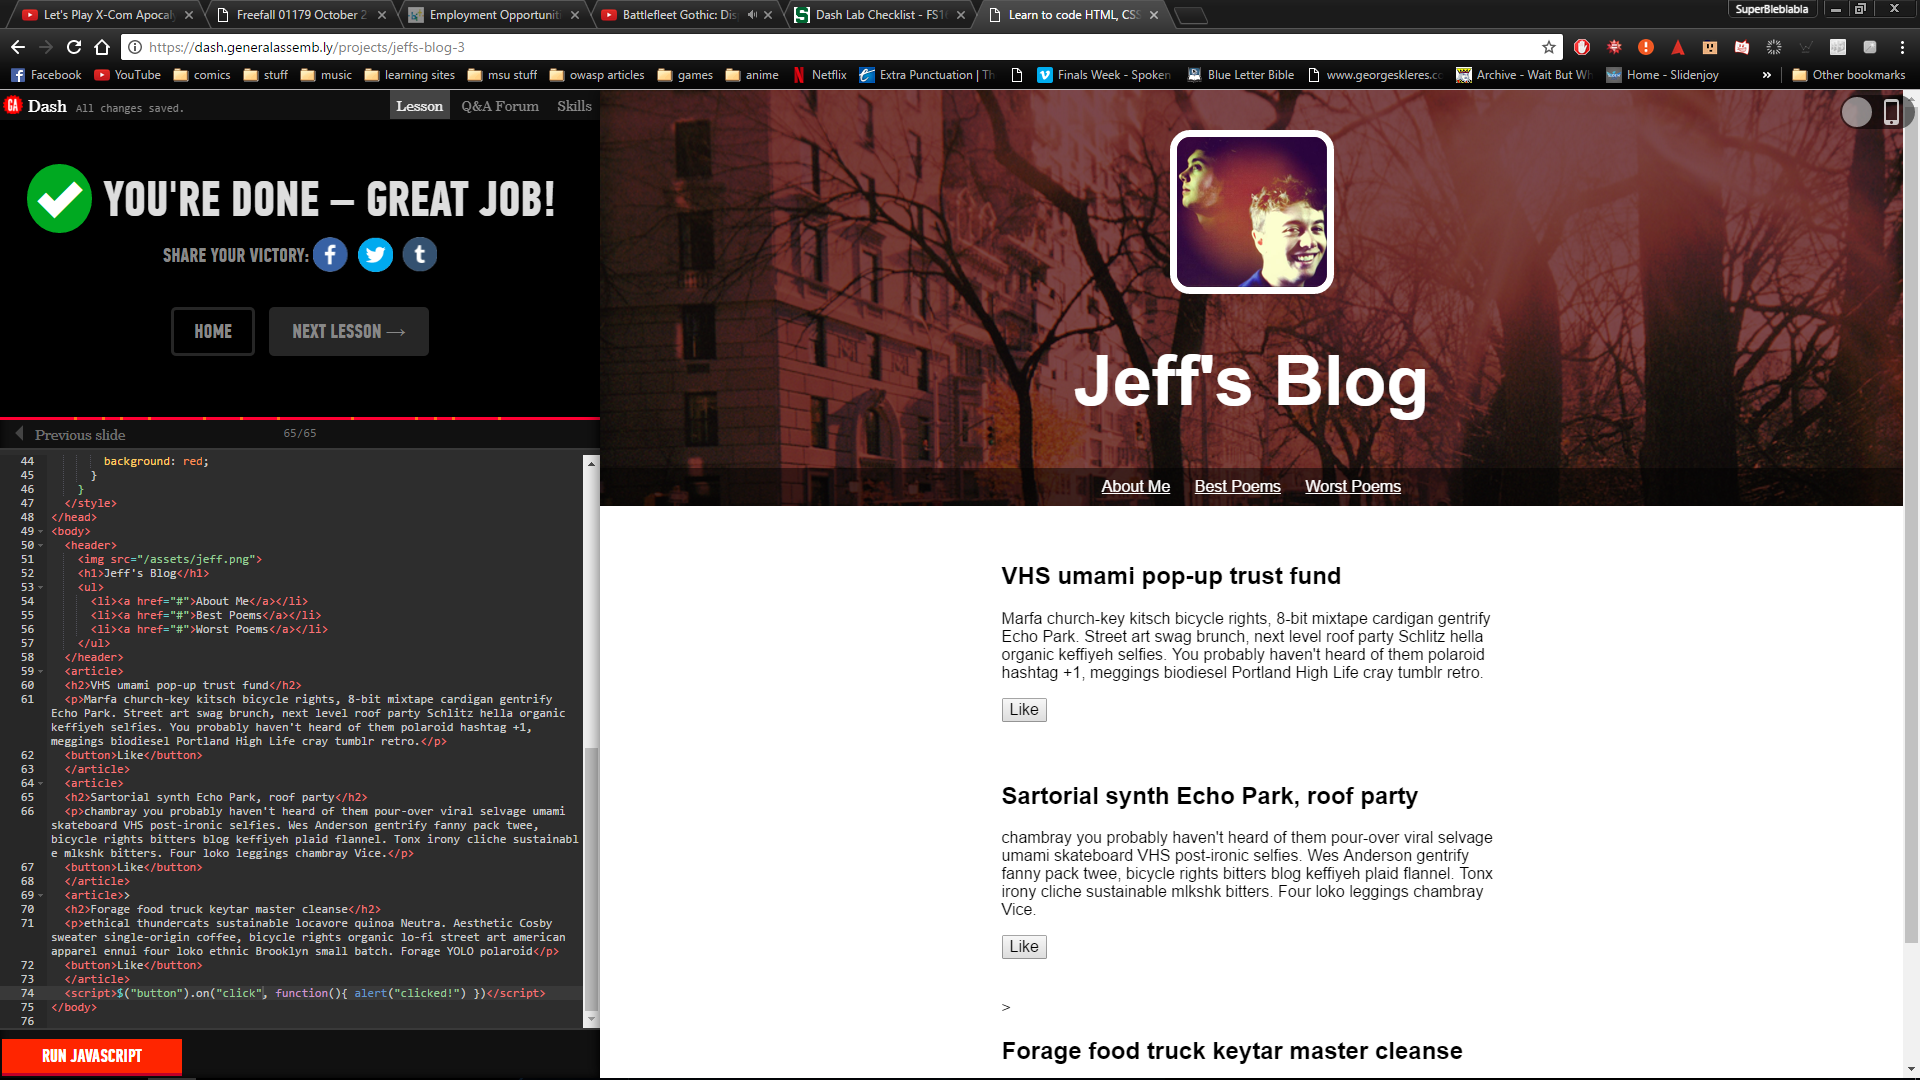 Let's Play X-Com Apocaly
Freefall 01179 October 2
Employment Opportuniti
Battlefleet Gothic: Dis
Dash Lab Checklist - FS1
Learn to code HTML, CSS
SuperBleblabla
https://dash.generalassemb.ly/projects/jeffs-blog-3
Facebook
YouTube
comics
stuff
music
learning sites
msu stuff
owasp articles
games
anime
Netflix
Extra Punctuation | Th
Finals Week - Spoken
Blue Letter Bible
www.georgeskleres.cc
Archive - Wait But Wh
Home - Slidenjoy
»
Other bookmarks
GA
Dash All changes saved.
Lesson Q&A Forum Skills
YOU'RE DONE — GREAT JOB!
SHARE YOUR VICTORY:
HOME NEXT LESSON →
Previous slide 65/65
44 background: red;
45 }
46 }
47 </style>
48 </head>
49 <body>
50 <header>
51 <img src="/assets/jeff.png">
52 <h1>Jeff's Blog</h1>
53 <ul>
54 <li><a href="#">About Me</a></li>
55 <li><a href="#">Best Poems</a></li>
56 <li><a href="#">Worst Poems</a></li>
57 </ul>
58 </header>
59 <article>
60 <h2>VHS umami pop-up trust fund</h2>
61 <p>Marfa church-key kitsch bicycle rights, 8-bit mixtape cardigan gentrify
Echo Park. Street art swag brunch, next level roof party Schlitz hella organic
keffiyeh selfies. You probably haven't heard of them polaroid hashtag +1,
meggings biodiesel Portland High Life cray tumblr retro.</p>
62 <button>Like</button>
63 </article>
64 <article>
65 <h2>Sartorial synth Echo Park, roof party</h2>
66 <p>chambray you probably haven't heard of them pour-over viral selvage umami
skateboard VHS post-ironic selfies. Wes Anderson gentrify fanny pack twee,
bicycle rights bitters blog keffiyeh plaid flannel. Tonx irony cliche sustainabl
e mlkshk bitters. Four loko leggings chambray Vice.</p>
67 <button>Like</button>
68 </article>
69 <article>>
70 <h2>Forage food truck keytar master cleanse</h2>
71 <p>ethical thundercats sustainable locavore quinoa Neutra. Aesthetic Cosby
sweater single-origin coffee, bicycle rights organic lo-fi street art american
apparel ennui four loko ethnic Brooklyn small batch. Forage YOLO polaroid</p>
72 <button>Like</button>
73 </article>
74 <script>$("button").on("click", function(){ alert("clicked!") })</script>
75 </body>
76
RUN JAVASCRIPT
Jeff's Blog
About Me Best Poems Worst Poems
VHS umami pop-up trust fund
Marfa church-key kitsch bicycle rights, 8-bit mixtape cardigan gentrify
Echo Park. Street art swag brunch, next level roof party Schlitz hella
organic keffiyeh selfies. You probably haven't heard of them polaroid
hashtag +1, meggings biodiesel Portland High Life cray tumblr retro.
Like
Sartorial synth Echo Park, roof party
chambray you probably haven't heard of them pour-over viral selvage
umami skateboard VHS post-ironic selfies. Wes Anderson gentrify
fanny pack twee, bicycle rights bitters blog keffiyeh plaid flannel. Tonx
irony cliche sustainable mlkshk bitters. Four loko leggings chambray
Vice.
Like
>
Forage food truck keytar master cleanse